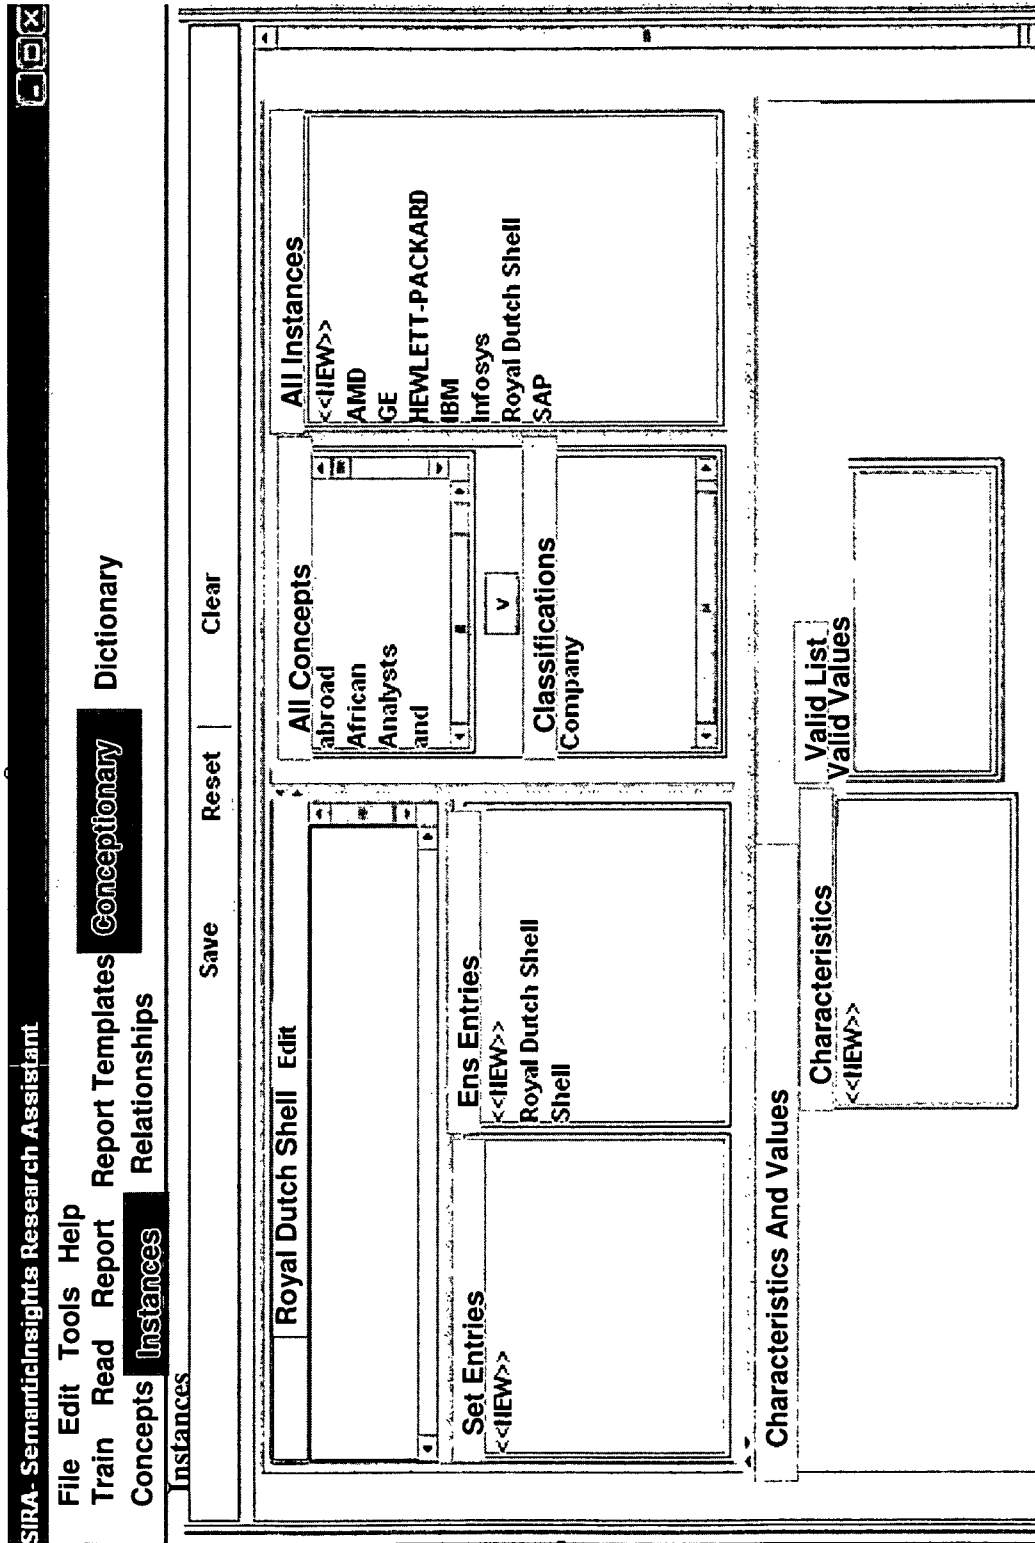 SIRA- SemanticInsights Research Assistant
File Edit Tools Help
Train Read Report Report Templates Conceptionary Dictionary
Concepts Instances Relationships
Instances
Save Reset Clear
Royal Dutch Shell Edit
Set Entries
<<NEW>>
Ens Entries
<<NEW>>
Royal Dutch Shell
Shell
All Concepts
abroad
African
Analysts
and
v
Classifications
Company
All Instances
<<NEW>>
AMD
GE
HEWLETT-PACKARD
IBM
Infosys
Royal Dutch Shell
SAP
Characteristics And Values
Characteristics
<<NEW>>
Valid List
Valid Values